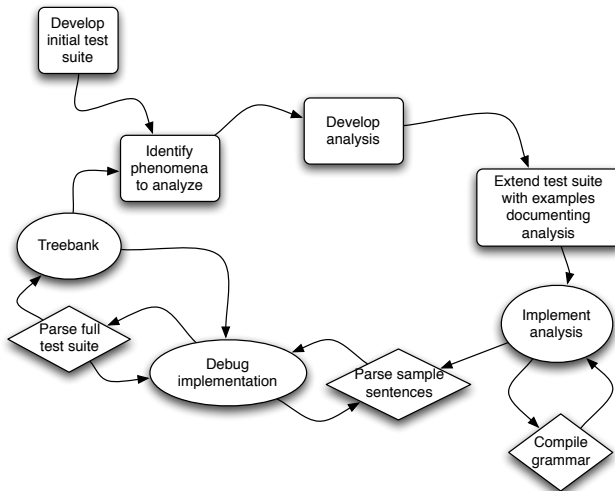 Develop
initial test
suite
Identify
phenomena
to analyze
Develop
analysis
Extend test suite
with examples
documenting
analysis
Treebank
Implement
analysis
Parse full
test suite
Debug
implementation
Parse sample
sentences
Compile
grammar